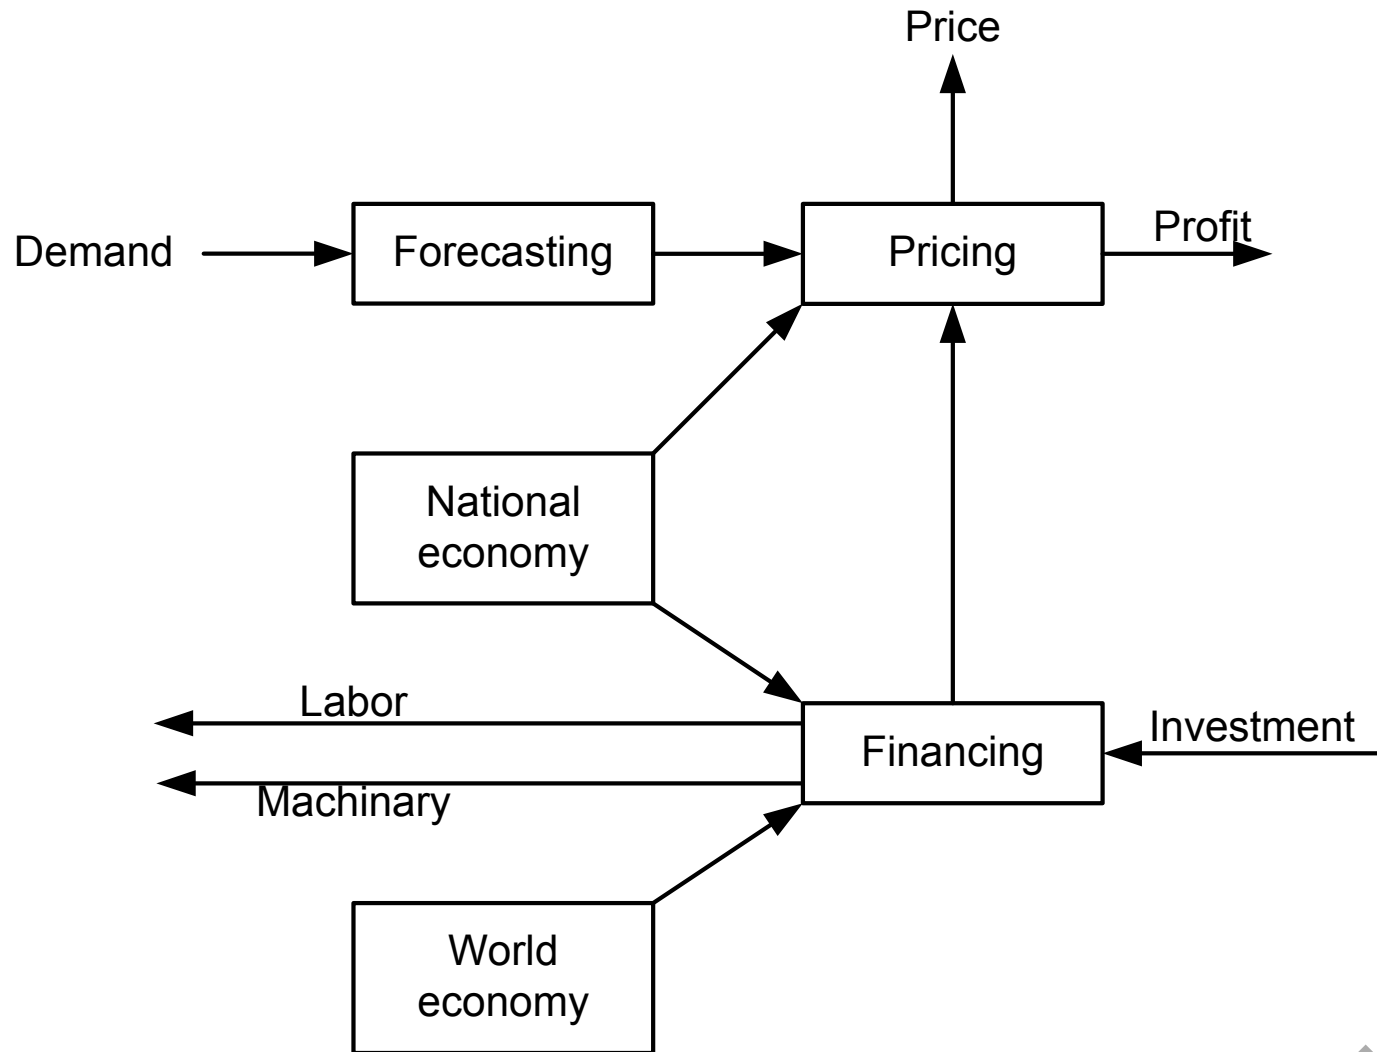 Price
Demand
Forecasting
Pricing
Profit
National
economy
Labor
Machinary
Financing
Investment
World
economy